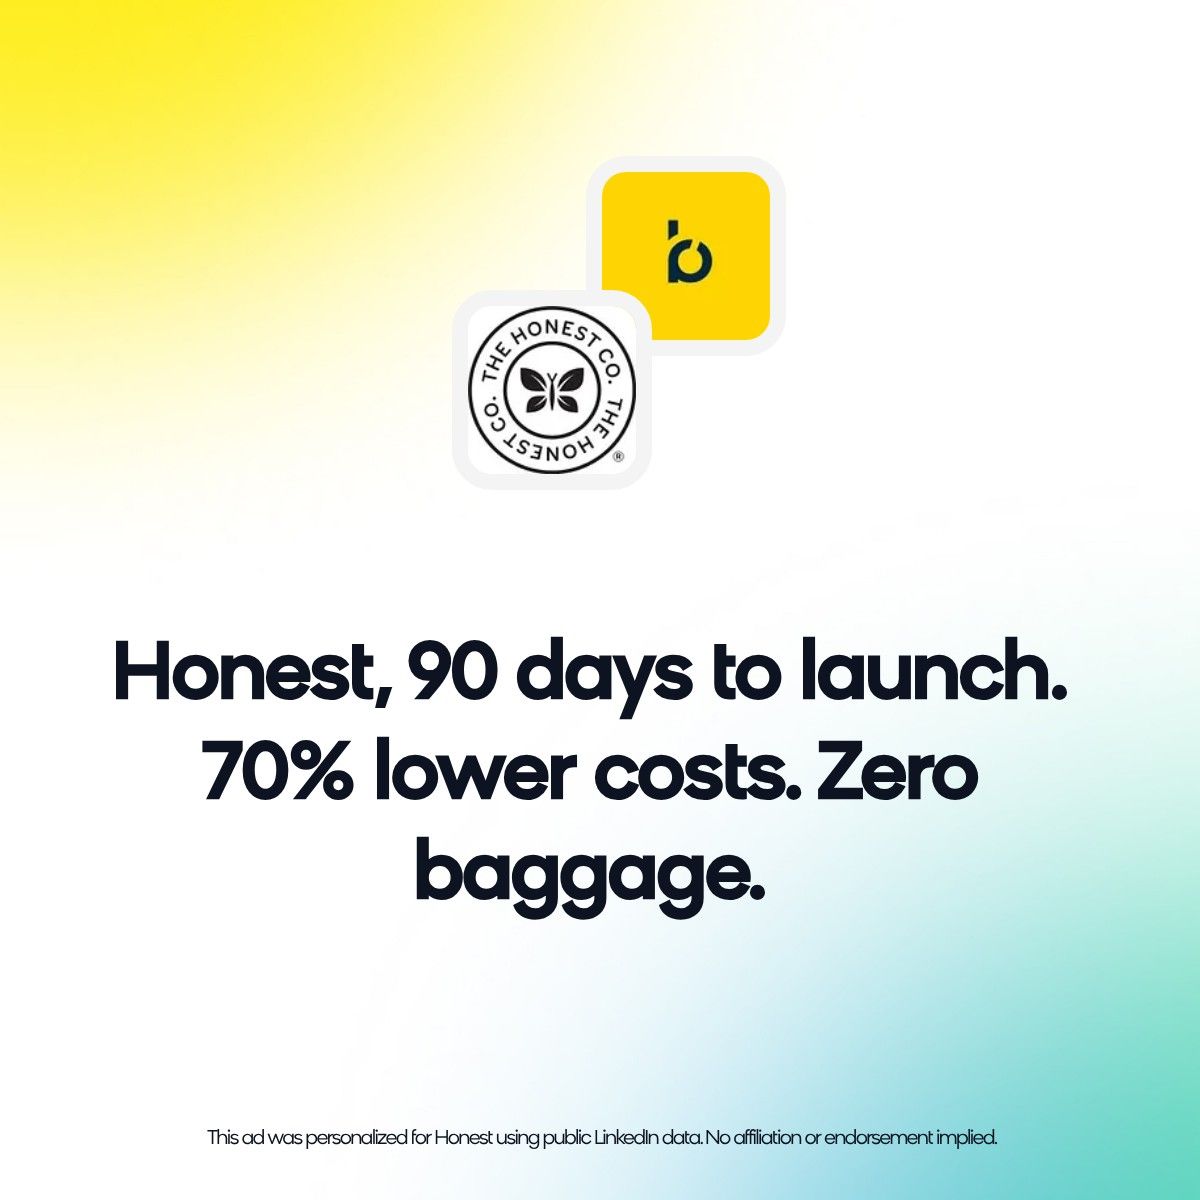 b
THE HONEST CO. THE HONEST CO.
®
Honest, 90 days to launch.
70% lower costs. Zero
baggage.
This ad was personalized for Honest using public LinkedIn data. No affiliation or endorsement implied.